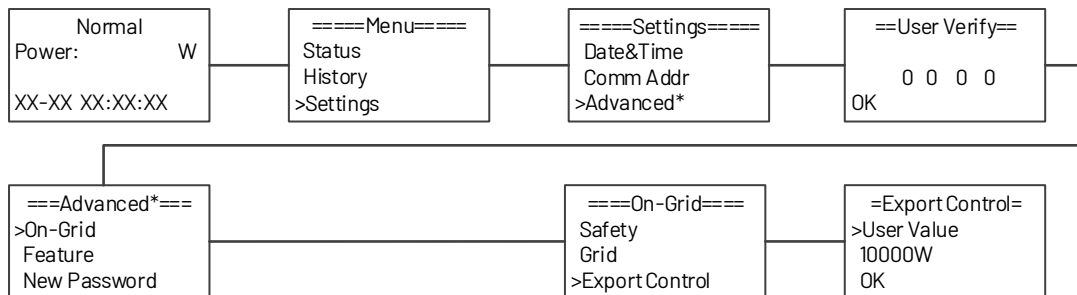 Normal
Power: W
XX-XX XX:XX:XX
=====Menu=====
Status
History
>Settings
=====Settings=====
Date&Time
Comm Addr
>Advanced*
==User Verify==
0 0 0 0
OK
===Advanced*===
>On-Grid
Feature
New Password
====On-Grid====
Safety
Grid
>Export Control
=Export Control=
>User Value
10000W
OK